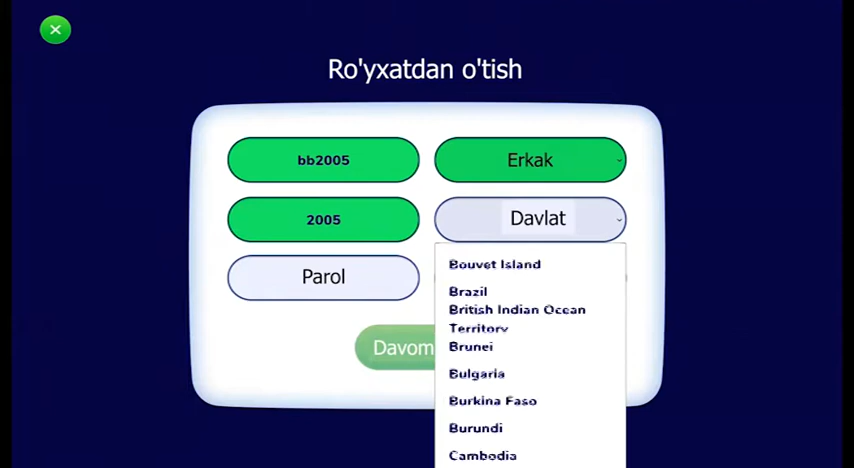 Ro'yxatdan o'tish
bb2005
Erkak
2005
Davlat
Parol
Davom
Bouvet Island
Brazil
British Indian Ocean
Territory
Brunei
Bulgaria
Burkina Faso
Burundi
Cambodia